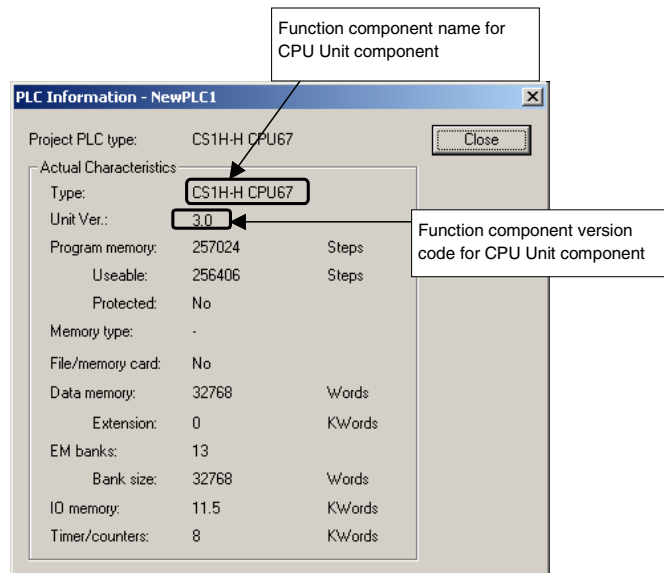 Function component name for
CPU Unit component
PLC Information - NewPLC1
Project PLC type: CS1H-H CPU67 Close
Actual Characteristics
Type: CS1H-H CPU67
Unit Ver.: 3.0
Function component version
code for CPU Unit component
Program memory: 257024 Steps
Useable: 256406 Steps
Protected: No
Memory type: -
File/memory card: No
Data memory: 32768 Words
Extension: 0 KWords
EM banks: 13
Bank size: 32768 Words
IO memory: 11.5 KWords
Timer/counters: 8 KWords